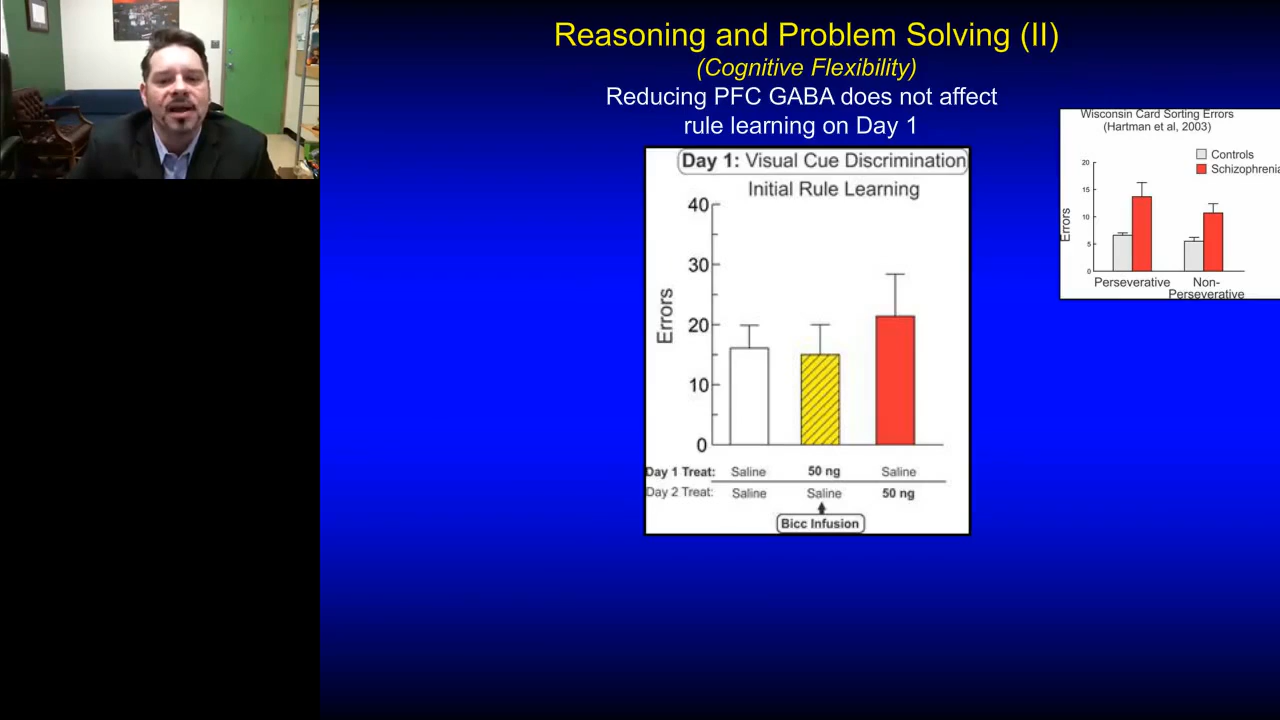 Reasoning and Problem Solving (II)
(Cognitive Flexibility)
Reducing PFC GABA does not affect
rule learning on Day 1
Day 1: Visual Cue Discrimination
Initial Rule Learning
Errors
40
30
20
10
0
Day 1 Treat: Saline 50 ng Saline
Day 2 Treat: Saline Saline 50 ng
Bicc Infusion
Wisconsin Card Sorting Errors
(Hartman et al, 2003)
Controls
Schizophrenia
Errors
20
15
10
5
0
Perseverative Non-
Perseverative